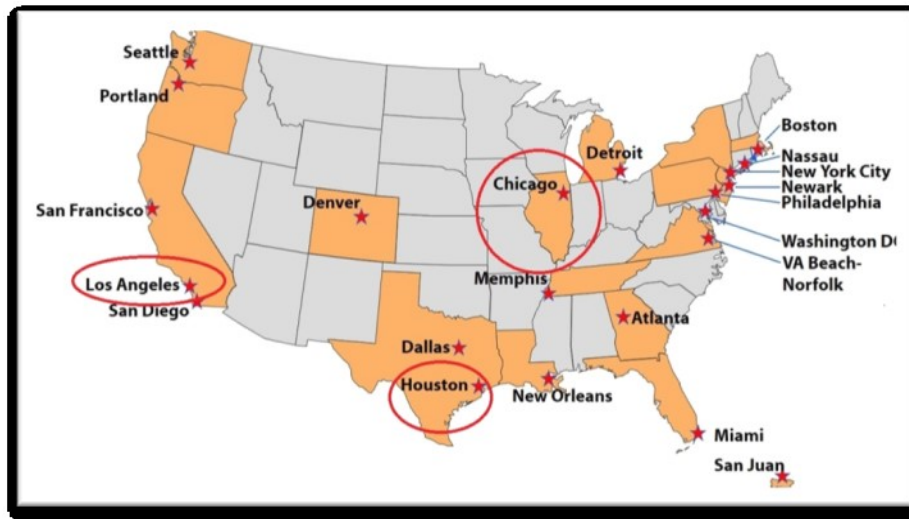 Seattle
Portland
San Francisco
Los Angeles
San Diego
Denver
Dallas
Houston
Chicago
Detroit
Memphis
Atlanta
New Orleans
Miami
San Juan
Boston
Nassau
New York City
Newark
Philadelphia
Washington D
VA Beach-
Norfolk